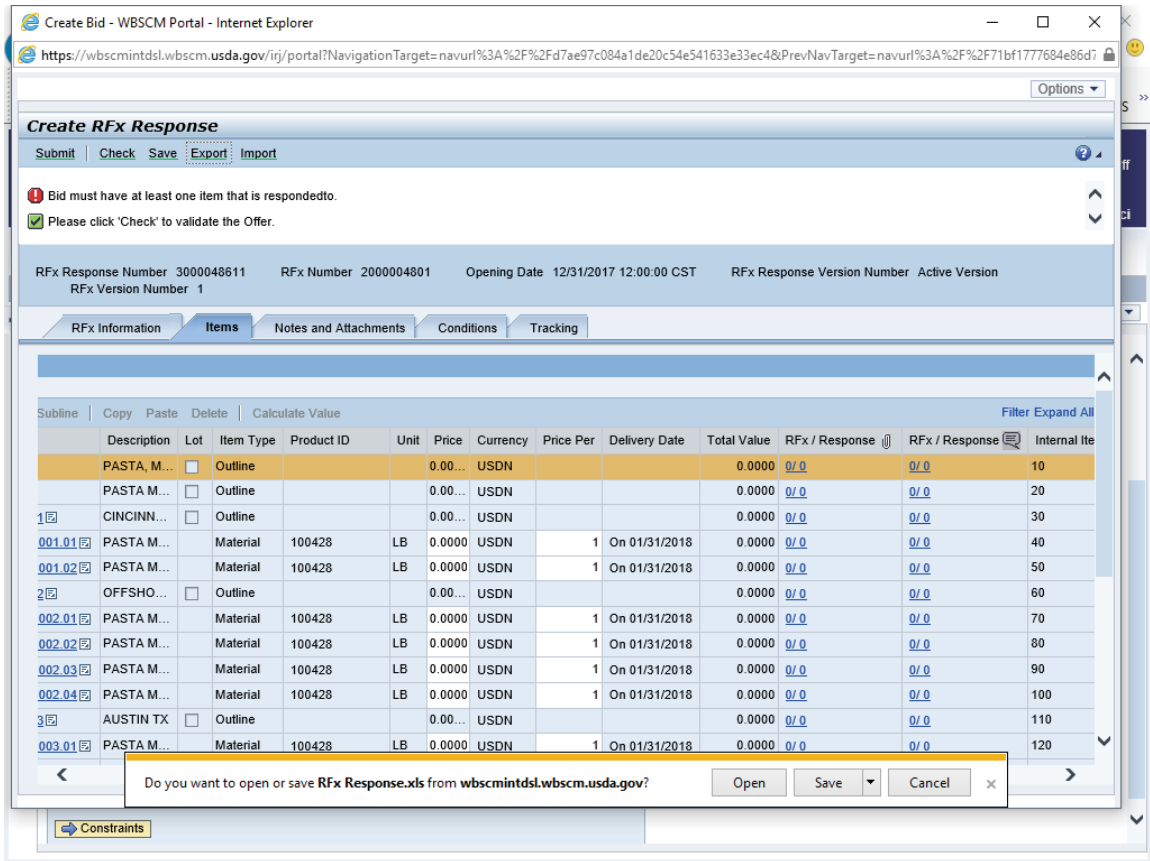 Create Bid - WBSCM Portal - Internet Explorer
https://wbscmintdsl.wbscm.usda.gov/irj/portal?NavigationTarget=navurl%3A%2F%2Fd7ae97c084a1de20c54e541633e33ec4&PrevNavTarget=navurl%3A%2F%2F71bf1777684e86d7
Options
Create RFx Response
Submit Check Save Export Import
Bid must have at least one item that is respondedto.
Please click 'Check' to validate the Offer.
RFx Response Number 3000048611 RFx Number 2000004801 Opening Date 12/31/2017 12:00:00 CST RFx Response Version Number Active Version
RFx Version Number 1
RFx Information Items Notes and Attachments Conditions Tracking
Subline Copy Paste Delete Calculate Value Filter Expand All
Description Lot Item Type Product ID Unit Price Currency Price Per Delivery Date Total Value RFx / Response RFx / Response Internal Ite
PASTA, M... Outline 0.00... USDN 0.0000 0/ 0 0/ 0 10
PASTA M... Outline 0.00... USDN 0.0000 0/ 0 0/ 0 20
1 CINCINN... Outline 0.00... USDN 0.0000 0/ 0 0/ 0 30
001.01 PASTA M... Material 100428 LB 0.0000 USDN 1 On 01/31/2018 0.0000 0/ 0 0/ 0 40
001.02 PASTA M... Material 100428 LB 0.0000 USDN 1 On 01/31/2018 0.0000 0/ 0 0/ 0 50
2 OFFSHO... Outline 0.00... USDN 0.0000 0/ 0 0/ 0 60
002.01 PASTA M... Material 100428 LB 0.0000 USDN 1 On 01/31/2018 0.0000 0/ 0 0/ 0 70
002.02 PASTA M... Material 100428 LB 0.0000 USDN 1 On 01/31/2018 0.0000 0/ 0 0/ 0 80
002.03 PASTA M... Material 100428 LB 0.0000 USDN 1 On 01/31/2018 0.0000 0/ 0 0/ 0 90
002.04 PASTA M... Material 100428 LB 0.0000 USDN 1 On 01/31/2018 0.0000 0/ 0 0/ 0 100
3 AUSTIN TX Outline 0.00... USDN 0.0000 0/ 0 0/ 0 110
003.01 PASTA M... Material 100428 LB 0.0000 USDN 1 On 01/31/2018 0.0000 0/ 0 0/ 0 120
Do you want to open or save RFx Response.xls from wbscmintdsl.wbscm.usda.gov? Open Save Cancel
Constraints